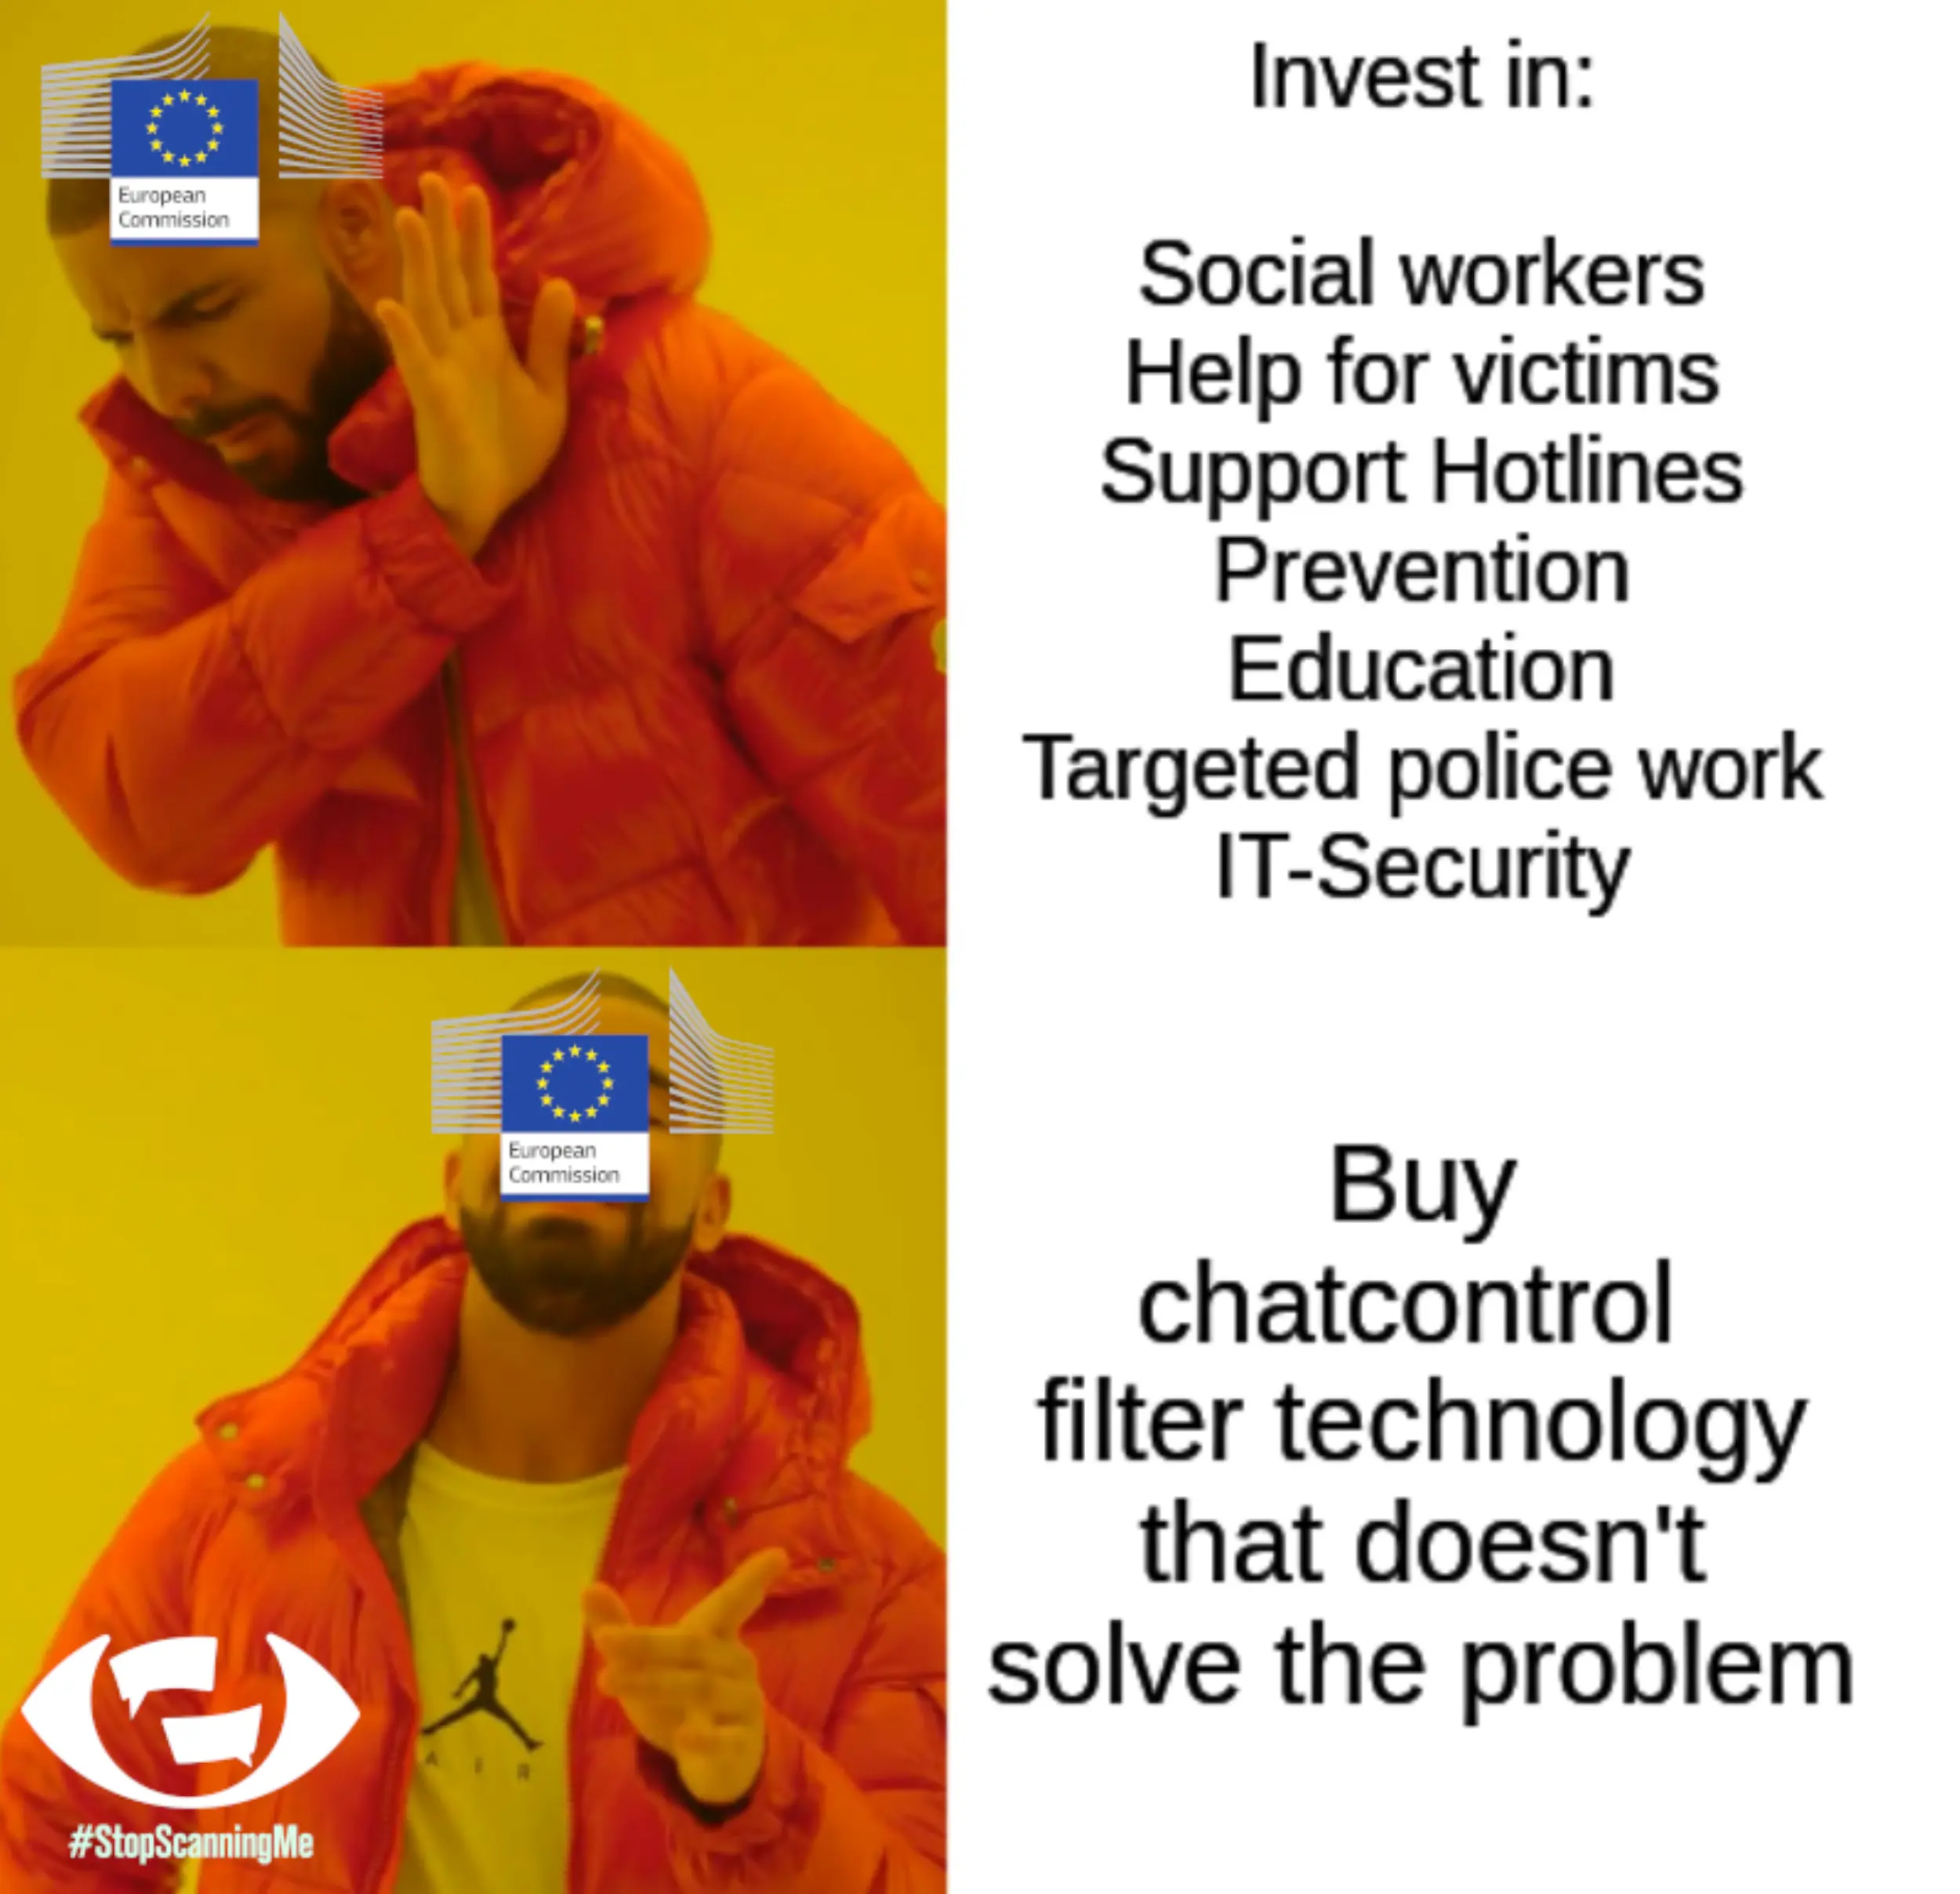 European
Commission
Invest in:
Social workers
Help for victims
Support Hotlines
Prevention
Education
Targeted police work
IT-Security
European
Commission
Buy
chatcontrol
filter technology
that doesn't
solve the problem
AIR
#StopScanningMe